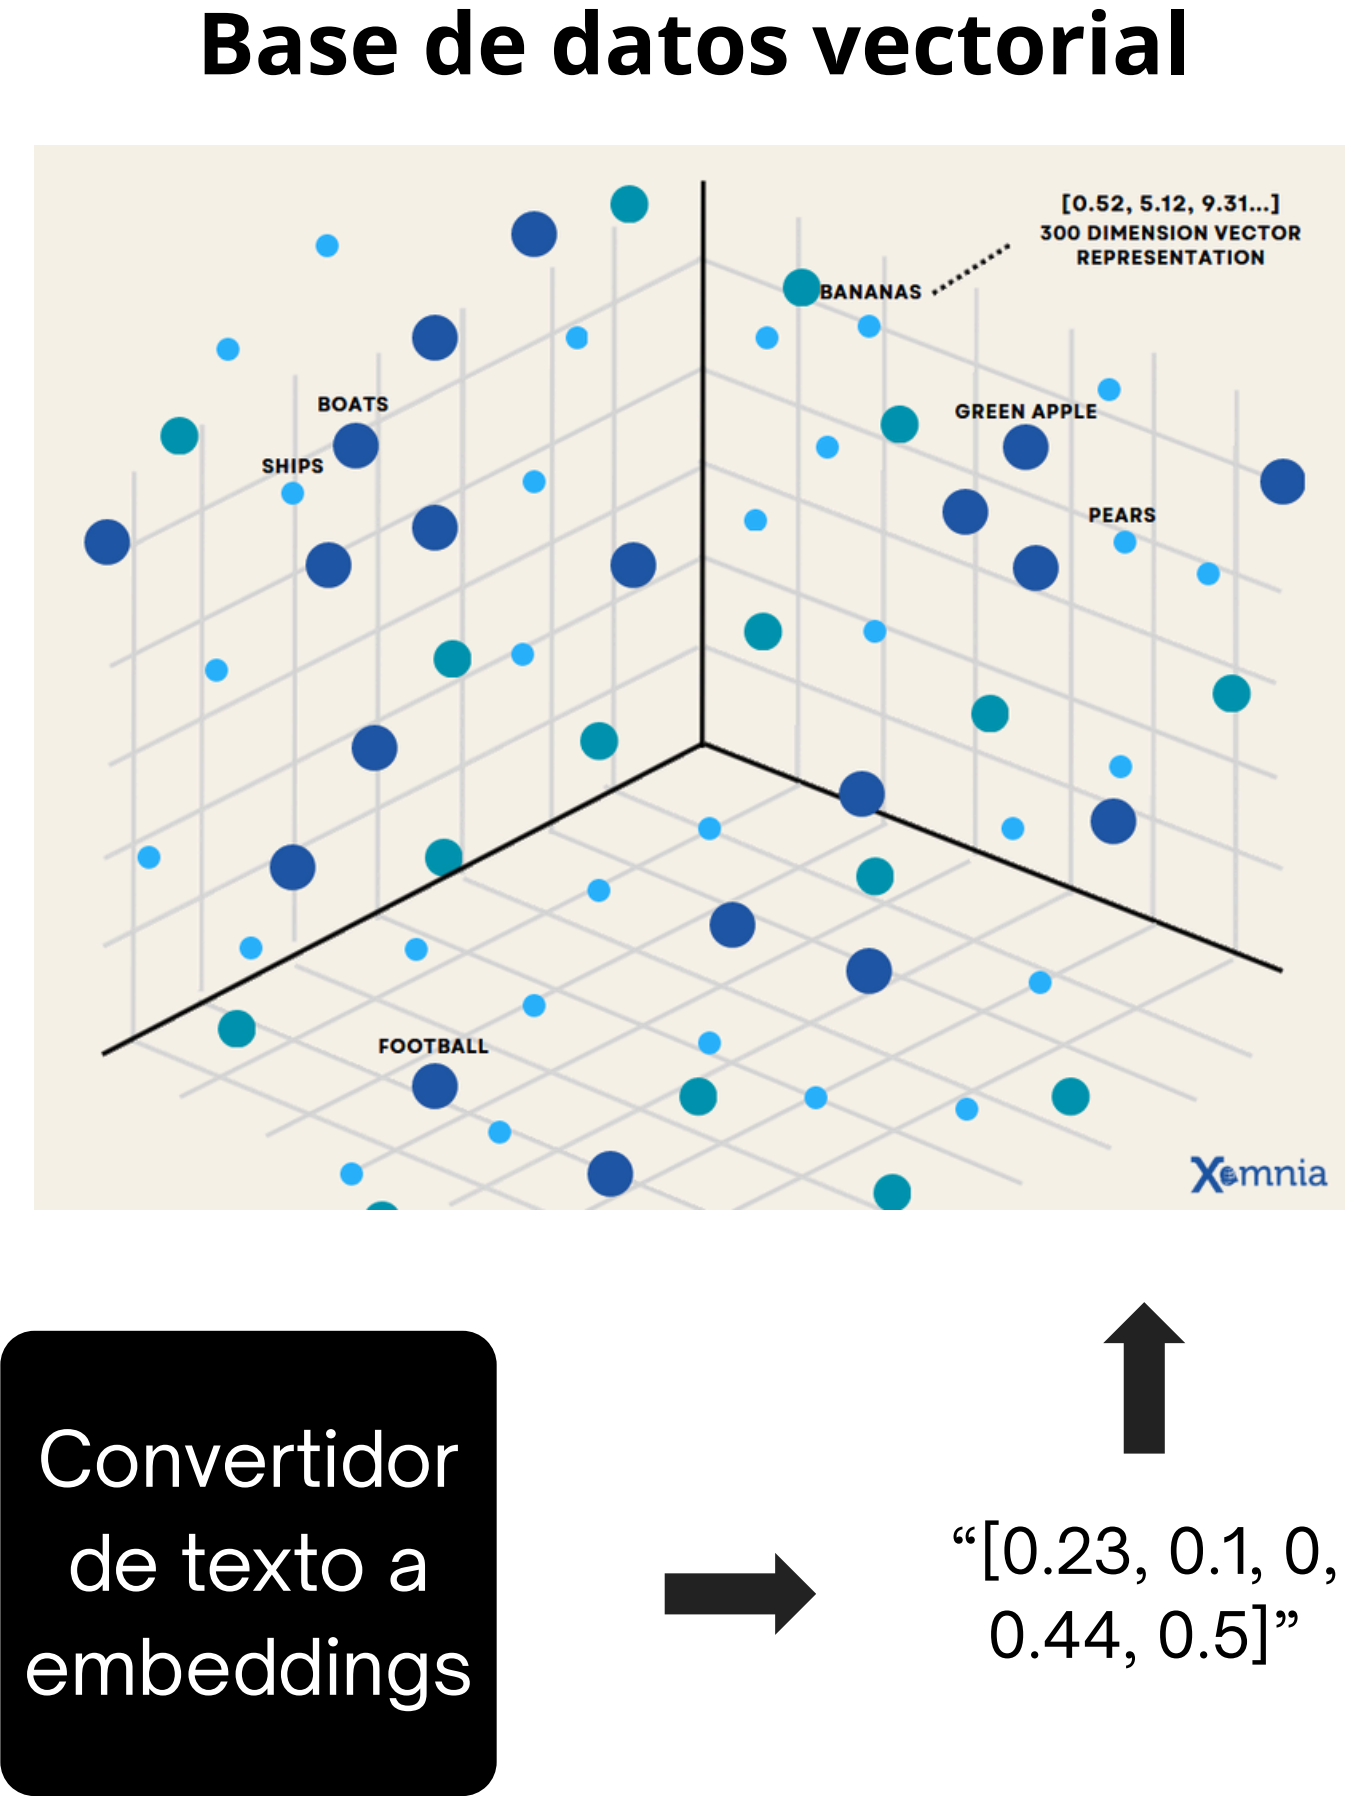 Base de datos vectorial
[0.52, 5.12, 9.31...]
300 DIMENSION VECTOR
REPRESENTATION
BANANAS
BOATS
GREEN APPLE
SHIPS
PEARS
FOOTBALL
Xomnia
Convertidor
de texto a
embeddings
“[0.23, 0.1, 0,
0.44, 0.5]”